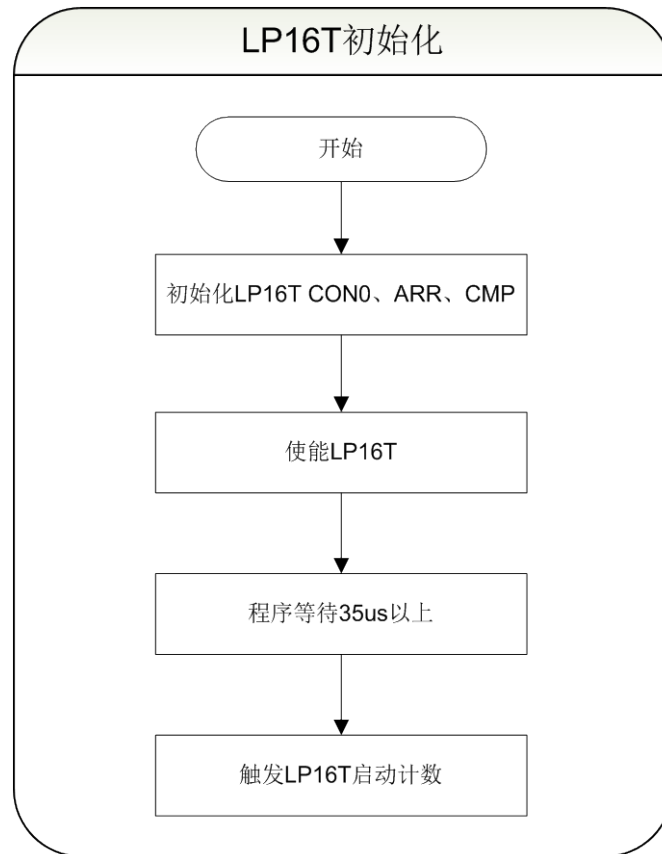 LP16T初始化
开始
初始化LP16T CON0、ARR、CMP
使能LP16T
程序等待35us以上
触发LP16T启动计数